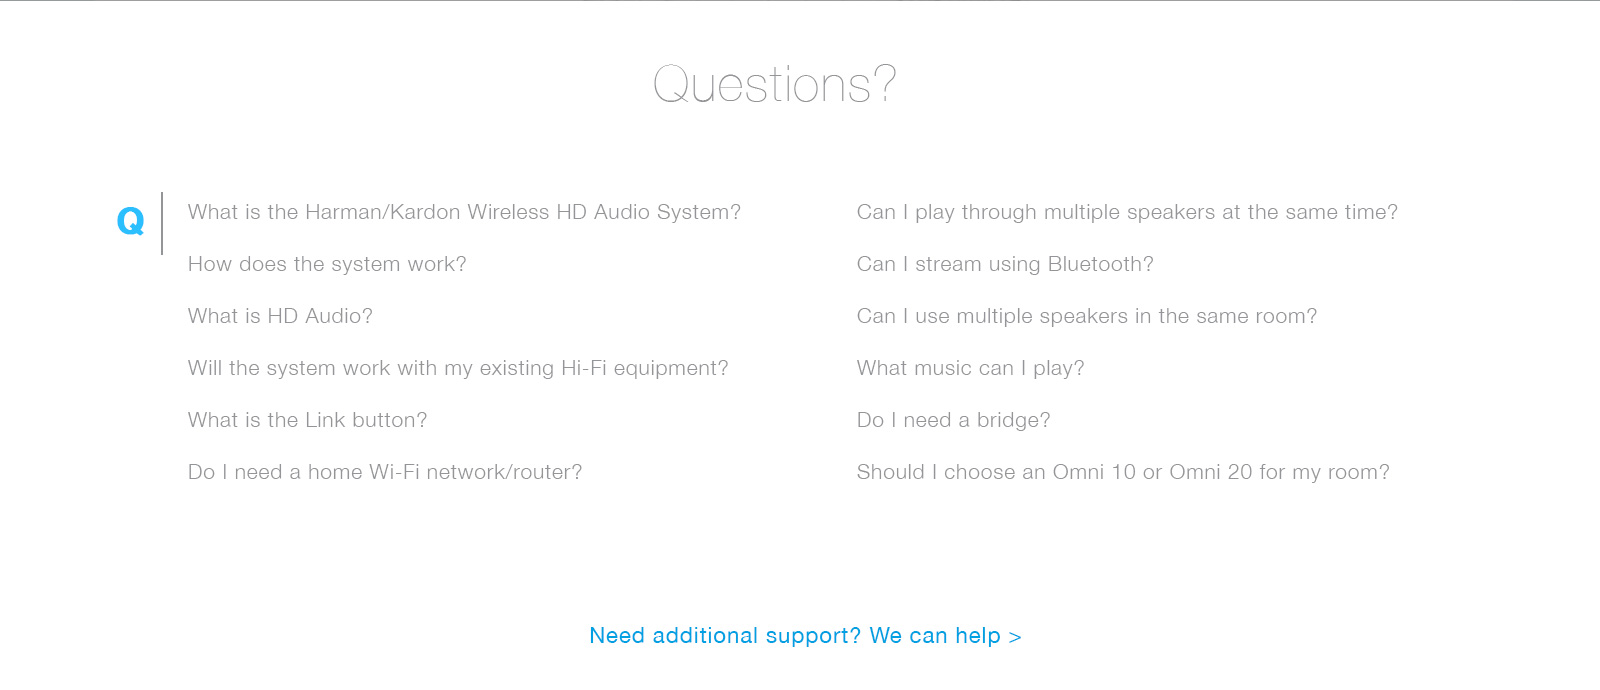 Questions?
Q
What is the Harman/Kardon Wireless HD Audio System?
How does the system work?
What is HD Audio?
Will the system work with my existing Hi-Fi equipment?
What is the Link button?
Do I need a home Wi-Fi network/router?
Can I play through multiple speakers at the same time?
Can I stream using Bluetooth?
Can I use multiple speakers in the same room?
What music can I play?
Do I need a bridge?
Should I choose an Omni 10 or Omni 20 for my room?
Need additional support? We can help >